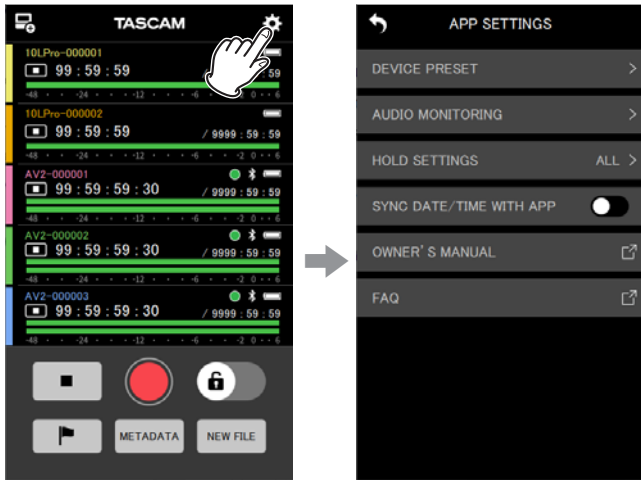 TASCAM
10LPro-000001
99 : 59 : 59
59
-48 · · · -24 · · · · -12 · · · · -6 · · · · -2 0 · · 6
10LPro-000002
99 : 59 : 59
/ 9999 : 59 : 59
-48 · · · -24 · · · · -12 · · · · -6 · · · · -2 0 · · 6
AV2-000001
99 : 59 : 59 : 30
/ 9999 : 59 : 59
-48 · · · -24 · · · · -12 · · · · -6 · · · · -2 0 · · 6
AV2-000002
99 : 59 : 59 : 30
/ 9999 : 59 : 59
-48 · · · -24 · · · · -12 · · · · -6 · · · · -2 0 · · 6
AV2-000003
99 : 59 : 59 : 30
/ 9999 : 59 : 59
-48 · · · -24 · · · · -12 · · · · -6 · · · · -2 0 · · 6
METADATA
NEW FILE
APP SETTINGS
DEVICE PRESET
AUDIO MONITORING
HOLD SETTINGS ALL
SYNC DATE/TIME WITH APP
OWNER'S MANUAL
FAQ